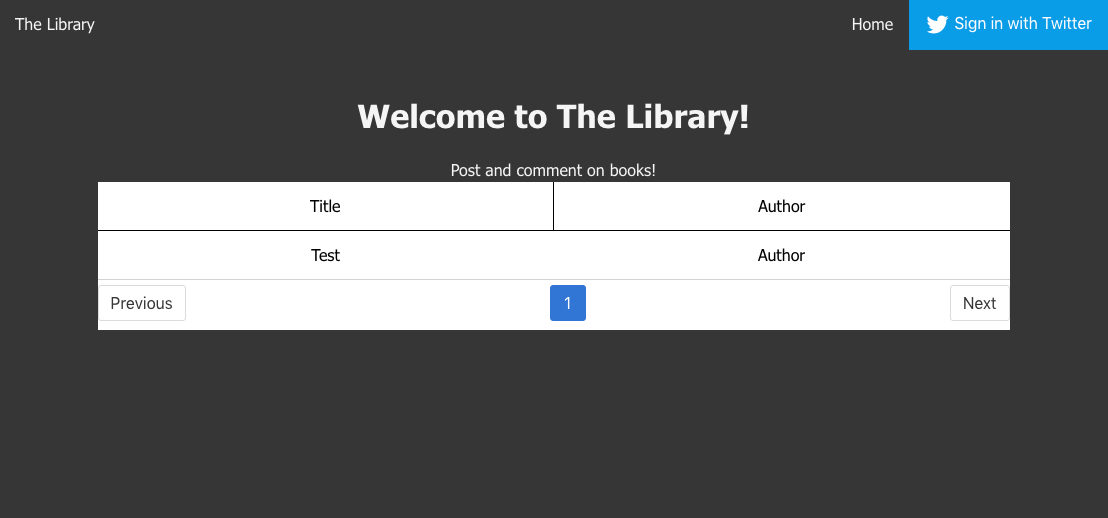 The Library Home Sign in with Twitter
Welcome to The Library!
Post and comment on books!
Title Author
Test Author
Previous 1 Next